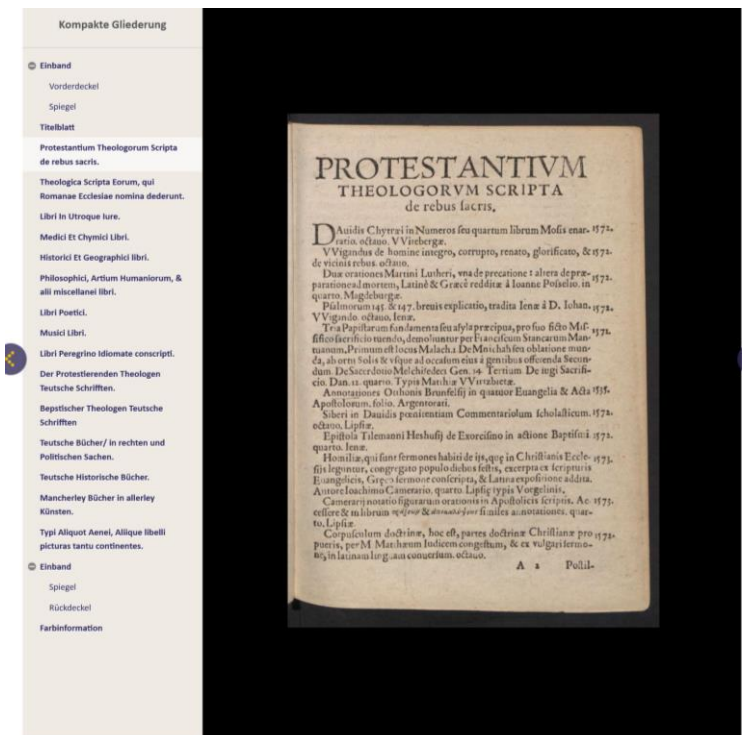 Kompakte Gliederung
Einband
Vorderdeckel
Spiegel
Titelblatt
Protestantium Theologorum Scripta
de rebus sacris.
Theologica Scripta Eorum, qui
Romanae Ecclesiae nomina dederunt.
Libri In Utroque Iure.
Medici Et Chymici Libri.
Historici Et Geographici libri.
Philosophici, Artium Humaniorum, &
alii miscellanei libri.
Libri Poetici.
Musici Libri.
Libri Peregrino Idiomate conscripti.
Der Protestierenden Theologen
Teutsche Schrifften.
Bepstischer Theologen Teutsche
Schrifften
Teutsche Bücher/ in rechten und
Politischen Sachen.
Teutsche Historische Bücher.
Mancherley Bücher in allerley
Künsten.
Typi Aliquot Aenei, Aliique libelli
picturas tantu continentes.
Einband
Spiegel
Rückdeckel
Farbinformation
PROTESTANTIVM
THEOLOGORVM SCRIPTA
de rebus sacris.
DAuidis Chytræi in Numeros seu quartum librum Mosis enar- 1572.
ratio. octauo. VVitebergæ.
VVigandus de homine integro, corrupto, renato, glorificato, & 1572.
de vicinis rebus. octauo.
Duæ orationes Martini Lutheri, vna de precatione: altera de præ-
paratione ad mortem, Latinè & Græcè redditæ à Ioanne Posselio. in 1572.
quarto. Magdeburgæ.
Psalmorum 145. & 147. breuis explicatio, tradita Ienæ à D. Iohan. 1572.
VVigando. octauo. Ienæ.
Tria Papistarum fundamenta seu asyla præcipua, pro suo ficto Mis-
sifico sacrificio tuendo, demoliuntur per Franciscum Stancarum Man- 1572.
tuanum, Primum est locus Malach. 1. De Minchah seu oblatione mun-
da, ab ortu Solis & vsque ad occasum eius à gentibus offerenda Secun-
dum. De Sacerdotio Melchisedeci Gen. 14. Tertium. De iugi Sacrifi-
cio. Dan. 12. quarto. Typis Matthiæ VVirzbietæ.
Annotationes Othonis Brunfelsij in quatuor Euangelia & Acta 1535.
Apostolorum. folio. Argentorati.
Siberi in Dauidis pœnitentiam Commentariolum scholasticum. 1572.
octauo. Lipsiæ.
Epistola Tilemanni Heshusij de Exorcismo in actione Baptismi 1572.
quarto. Ienæ.
Homiliæ, qui sunt sermones habiti de ijs, quę in Christianis Eccle- 1573.
siis leguntur, congregato populo diebus festis, excerpta ex scripturis
Euangelicis, Gręco sermone conscripta, & Latina expositione addita.
Autore Ioachimo Camerario. quarto. Lipsię typis Vœgelinis.
Camerarij notatio figurarum orationis in Apostolicis scriptis. Ac- 1573.
cessere & in librum & similes annotationes. quar-
to. Lipsiæ.
Corpusculum doctrinæ, hoc est, partes doctrinæ Christianæ pro 1572.
pueris, per M Matthæum Iudicem congestum, & ex vulgari sermo-
ne, in latinam linguam conuersum. octauo.
A 2 Postil-